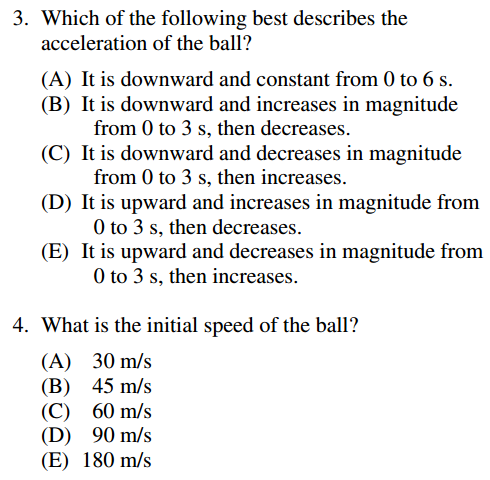 3. Which of the following best describes the
acceleration of the ball?
(A) It is downward and constant from 0 to 6 s.
(B) It is downward and increases in magnitude
from 0 to 3 s, then decreases.
(C) It is downward and decreases in magnitude
from 0 to 3 s, then increases.
(D) It is upward and increases in magnitude from
0 to 3 s, then decreases.
(E) It is upward and decreases in magnitude from
0 to 3 s, then increases.
4. What is the initial speed of the ball?
(A) 30 m/s
(B) 45 m/s
(C) 60 m/s
(D) 90 m/s
(E) 180 m/s